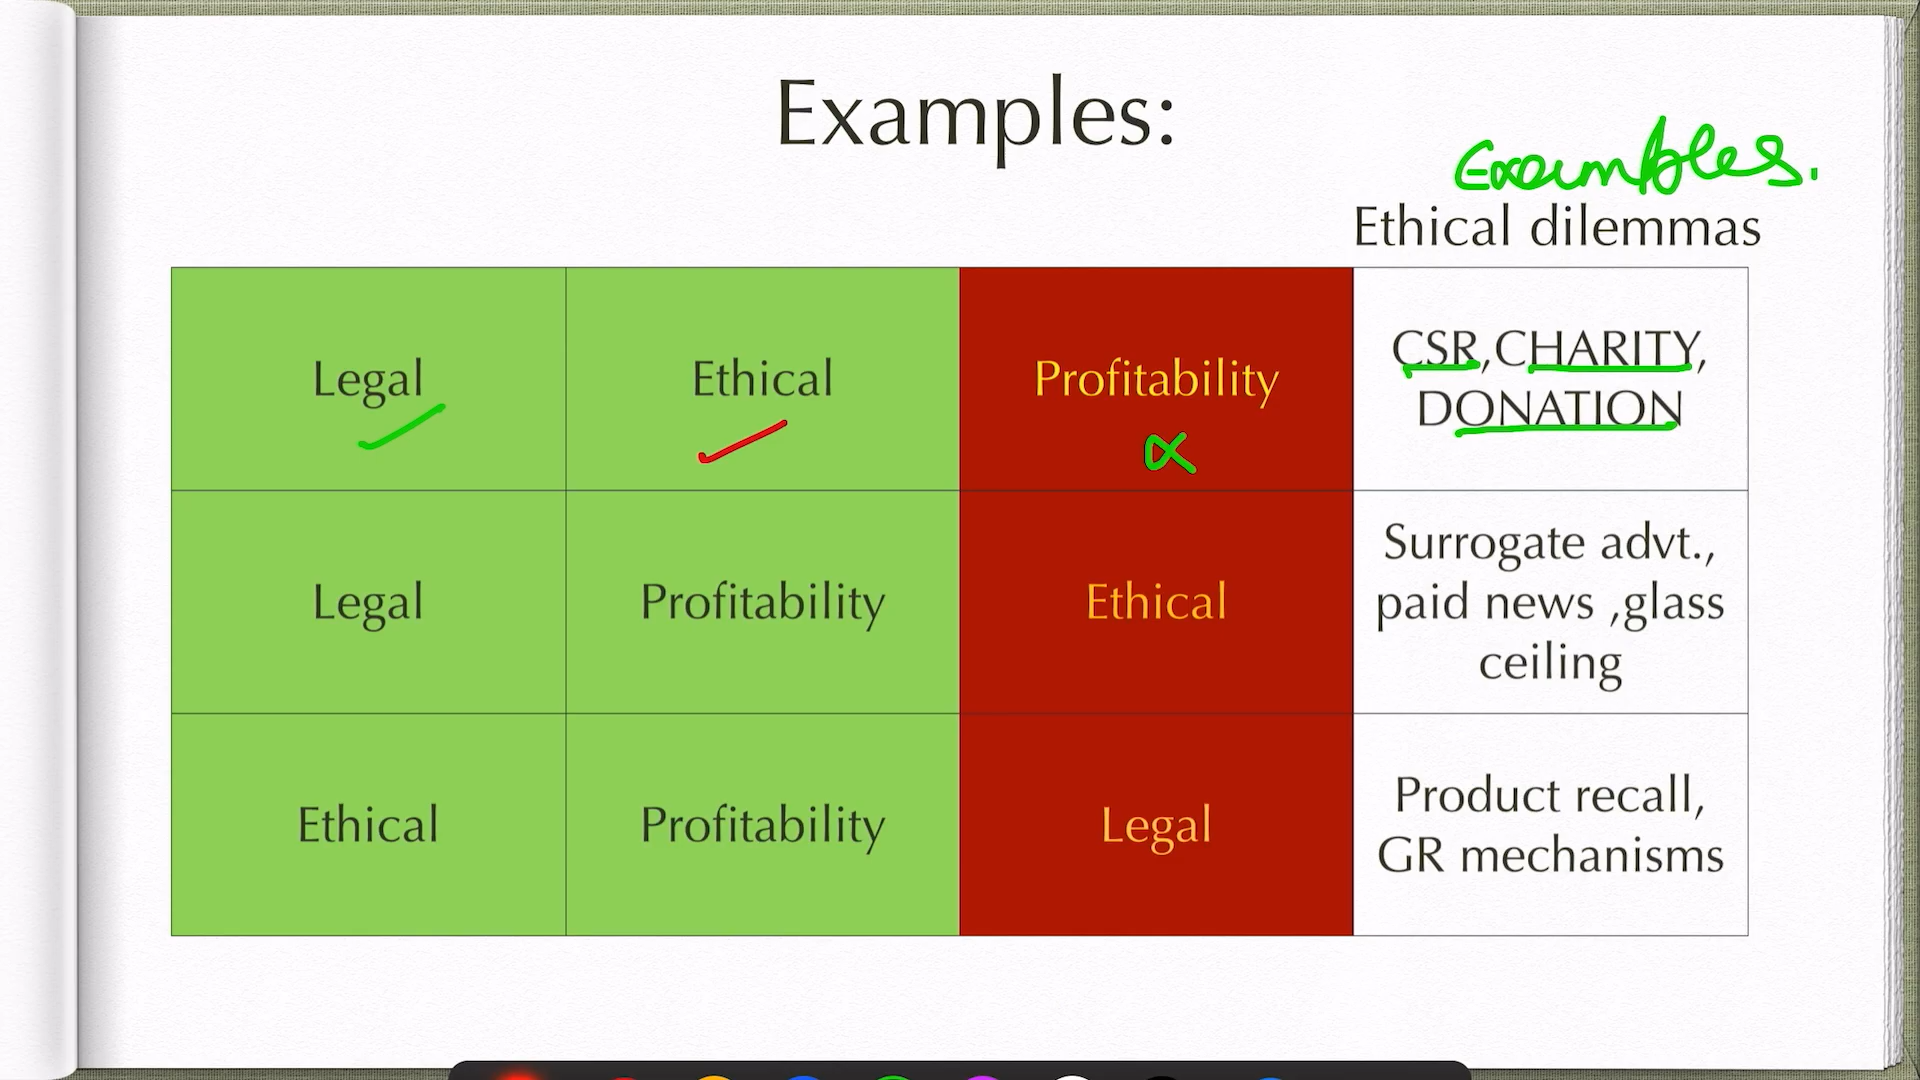 Examples:
Examples.
Ethical dilemmas
Legal
Ethical
Profitability
CSR,CHARITY,
DONATION
Legal
Profitability
Ethical
Surrogate advt.,
paid news ,glass
ceiling
Ethical
Profitability
Legal
Product recall,
GR mechanisms